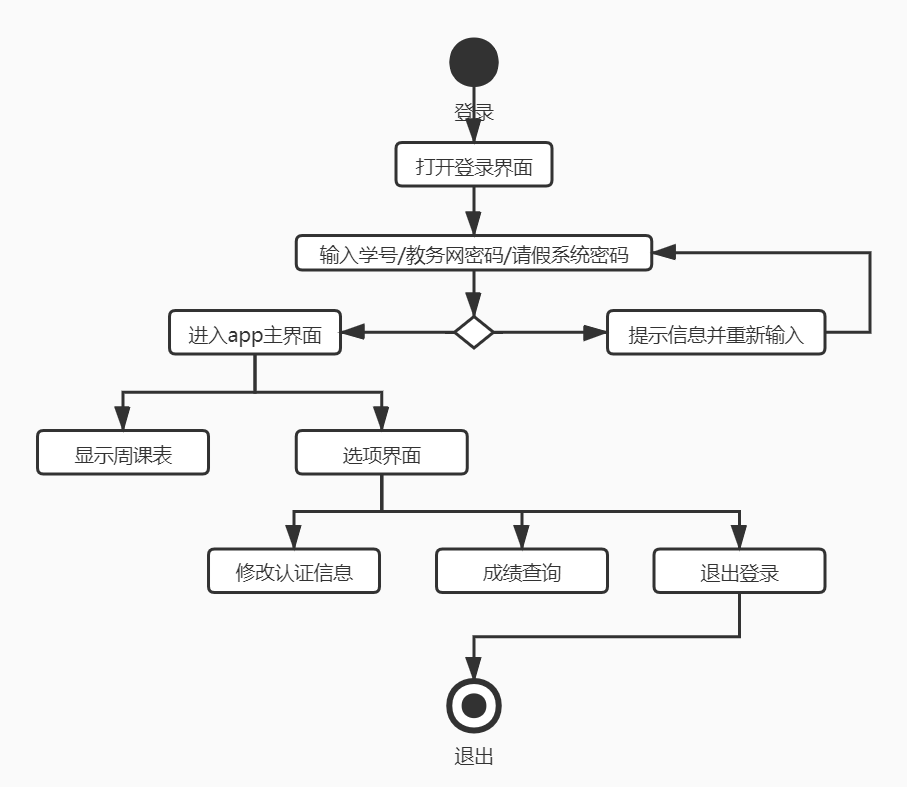 登录
打开登录界面
输入学号/教务网密码/请假系统密码
进入app主界面
提示信息并重新输入
显示周课表
选项界面
修改认证信息
成绩查询
退出登录
退出